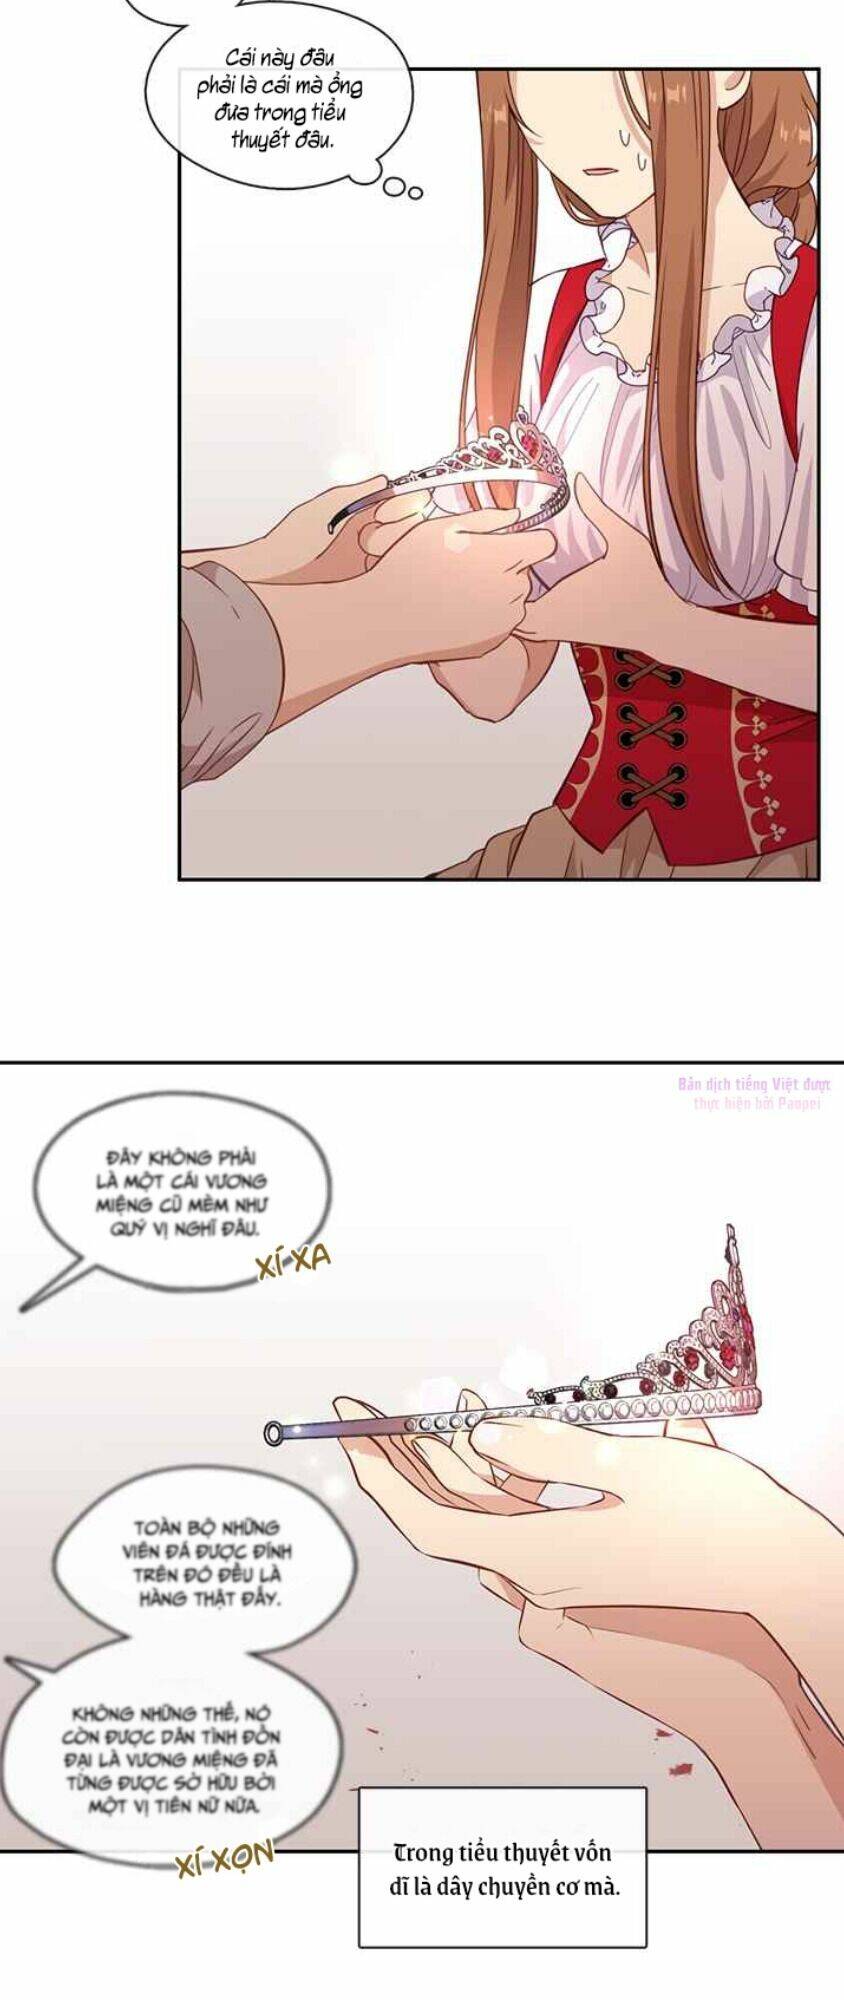 Cái này đâu
phải là cái mà ổng
đưa trong tiểu
thuyết đâu.
Bản dịch tiếng Việt được
thực hiện bởi Paopei
ĐÂY KHÔNG PHẢI
LÀ MỘT CÁI VƯƠNG
MIỆNG CŨ MÈM NHƯ
QUÝ VỊ NGHĨ ĐÂU.
XÍ XA
TOÀN BỘ NHỮNG
VIÊN ĐÁ ĐƯỢC ĐÍNH
TRÊN ĐÓ ĐỀU LÀ
HÀNG THẬT ĐẤY.
KHÔNG NHỮNG THẾ, NÓ
CÒN ĐƯỢC DÂN TÌNH ĐỒN
ĐẠI LÀ VƯƠNG MIỆNG ĐÃ
TỪNG ĐƯỢC SỞ HỮU BỞI
MỘT VỊ TIÊN NỮ NỮA.
XÍ XỌN
Trong tiểu thuyết vốn
dĩ là dây chuyền cơ mà.